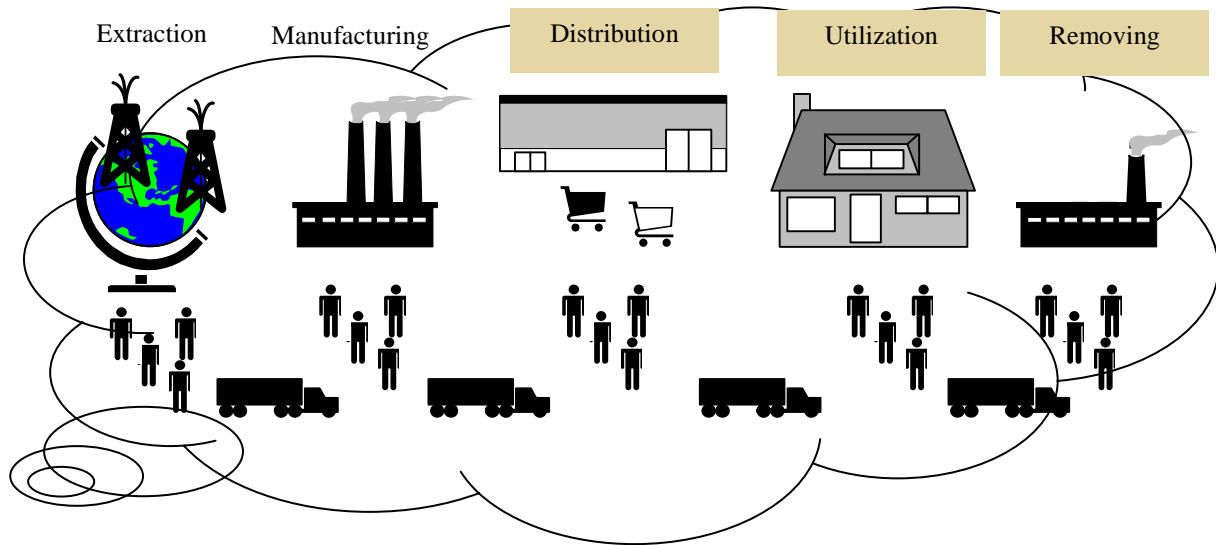 Extraction
Manufacturing
Distribution
Utilization
Removing